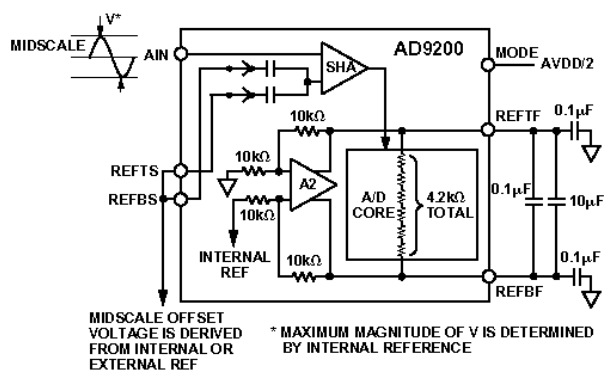 V*
MIDSCALE
AIN
SHA
AD9200
MODE
AVDD/2
10kΩ
REFTF
0.1µF
REFTS
10kΩ
REFBS
A2
10kΩ
A/D
CORE
4.2kΩ
TOTAL
0.1µF
10µF
INTERNAL
REF
10kΩ
0.1µF
REFBF
MIDSCALE OFFSET
VOLTAGE IS DERIVED
FROM INTERNAL OR
EXTERNAL REF
* MAXIMUM MAGNITUDE OF V IS DETERMINED
BY INTERNAL REFERENCE